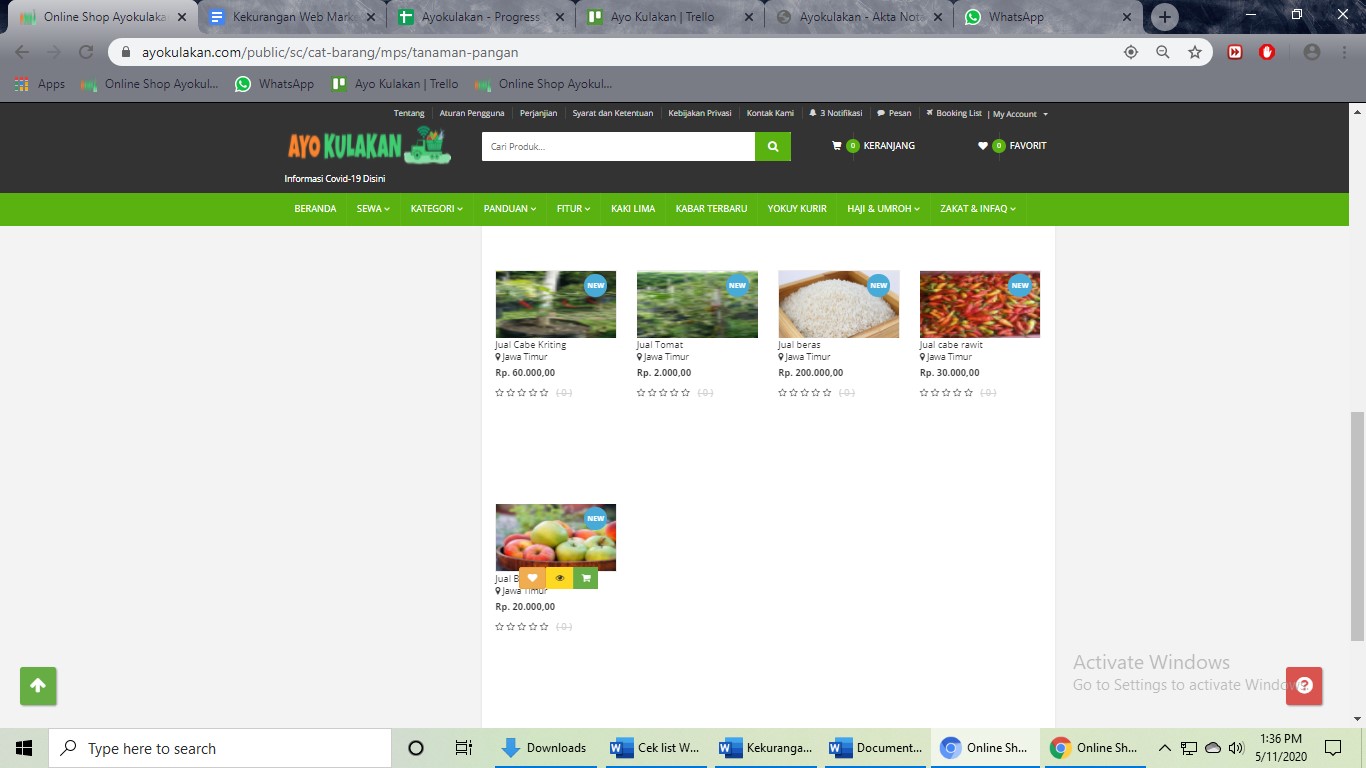 Online Shop Ayokulaka
Kekurangan Web Mark
Ayokulakan - Progress
Ayo Kulakan | Trello
Ayokulakan - Akta Nota
WhatsApp
ayokulakan.com/public/sc/cat-barang/mps/tanaman-pangan
Apps
Online Shop Ayokul...
WhatsApp
Ayo Kulakan | Trello
Online Shop Ayokul...
Tentang
Aturan Pengguna
Perjanjian
Syarat dan Ketentuan
Kebijakan Privasi
Kontak Kami
3 Notifikasi
Pesan
Booking List
| My Account
AYO KULAKAN
Cari Produk...
0 KERANJANG
0 FAVORIT
Informasi Covid-19 Disini
BERANDA
SEWA
KATEGORI
PANDUAN
FITUR
KAKI LIMA
KABAR TERBARU
YOKUY KURIR
HAJI & UMROH
ZAKAT & INFAQ
NEW
Jual Cabe Kriting
Jawa Timur
Rp. 60.000,00
( 0 )
NEW
Jual Tomat
Jawa Timur
Rp. 2.000,00
( 0 )
NEW
Jual beras
Jawa Timur
Rp. 200.000,00
( 0 )
NEW
Jual cabe rawit
Jawa Timur
Rp. 30.000,00
( 0 )
NEW
Jual B
Jawa Timur
Rp. 20.000,00
( 0 )
Activate Windows
Go to Settings to activate Windows
Type here to search
Downloads
Cek list W...
Kekuranga...
Document...
Online Sh...
Online Sh...
1:36 PM
5/11/2020